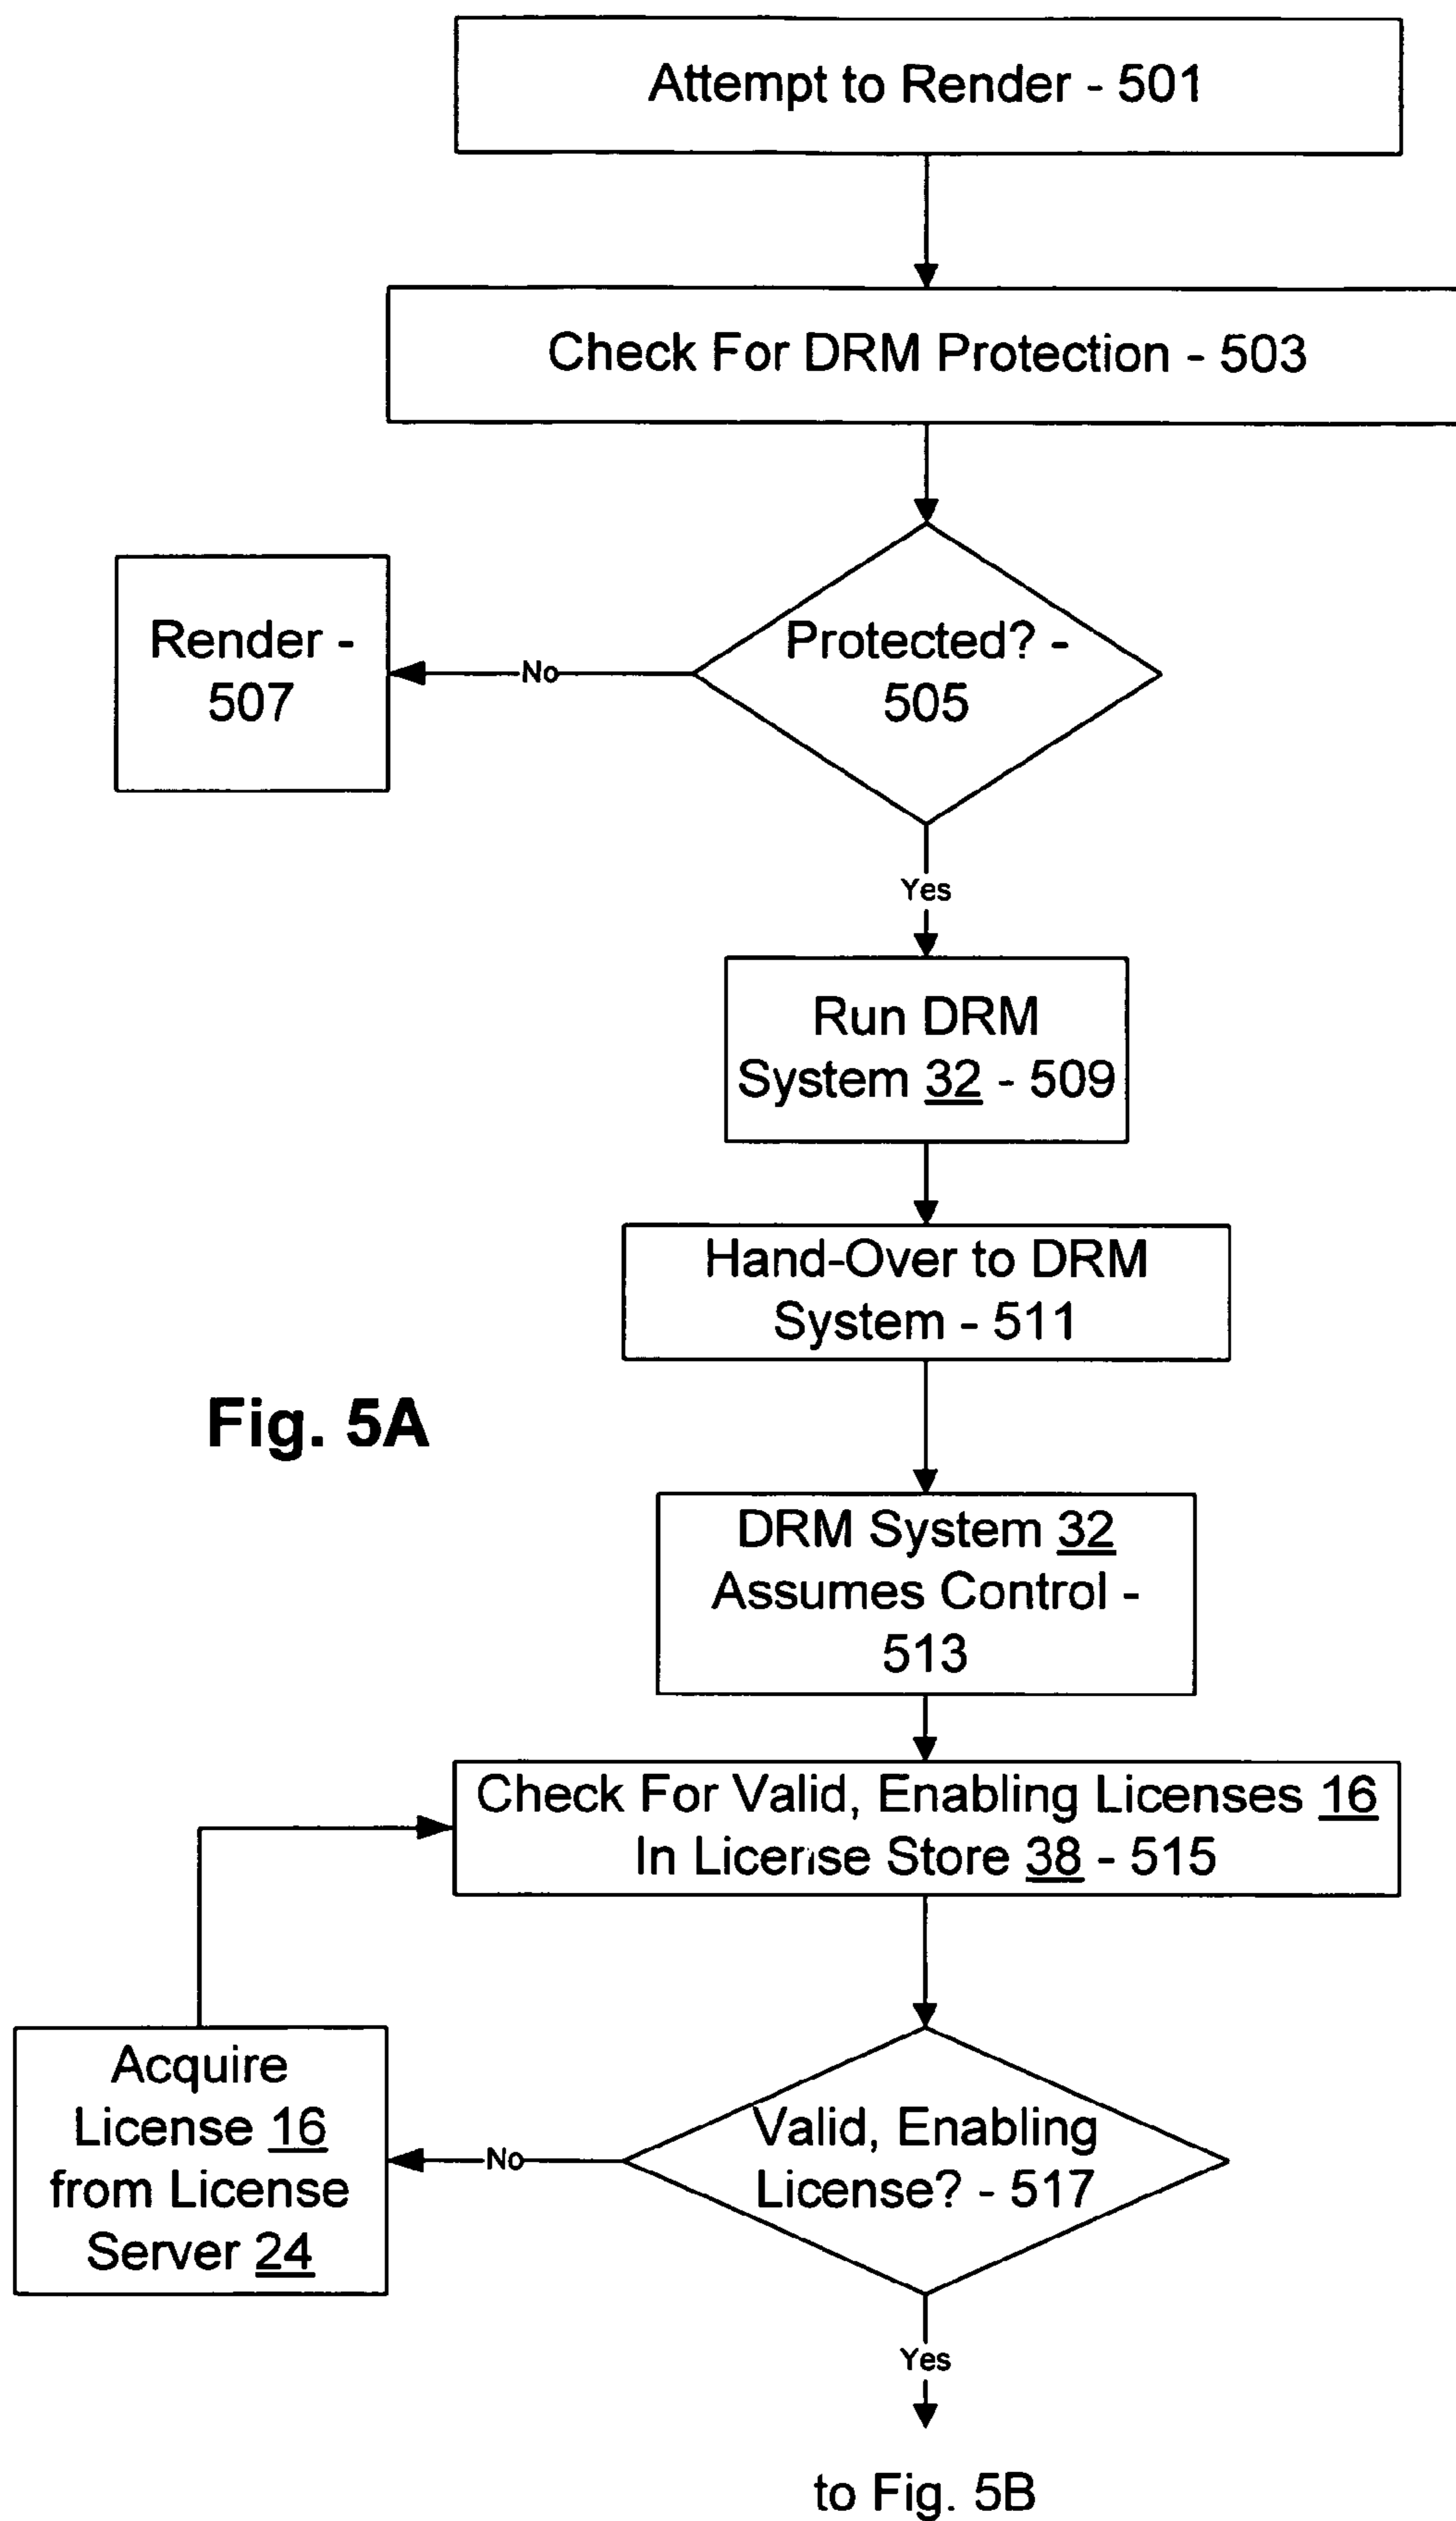 Attempt to Render - 501
Check For DRM Protection - 503
Protected? -
505
No
Render -
507
Yes
Run DRM
System 32 - 509
Hand-Over to DRM
System - 511
Fig. 5A
DRM System 32
Assumes Control -
513
Check For Valid, Enabling Licenses 16
In License Store 38 - 515
Valid, Enabling
License? - 517
No
Acquire
License 16
from License
Server 24
Yes
to Fig. 5B